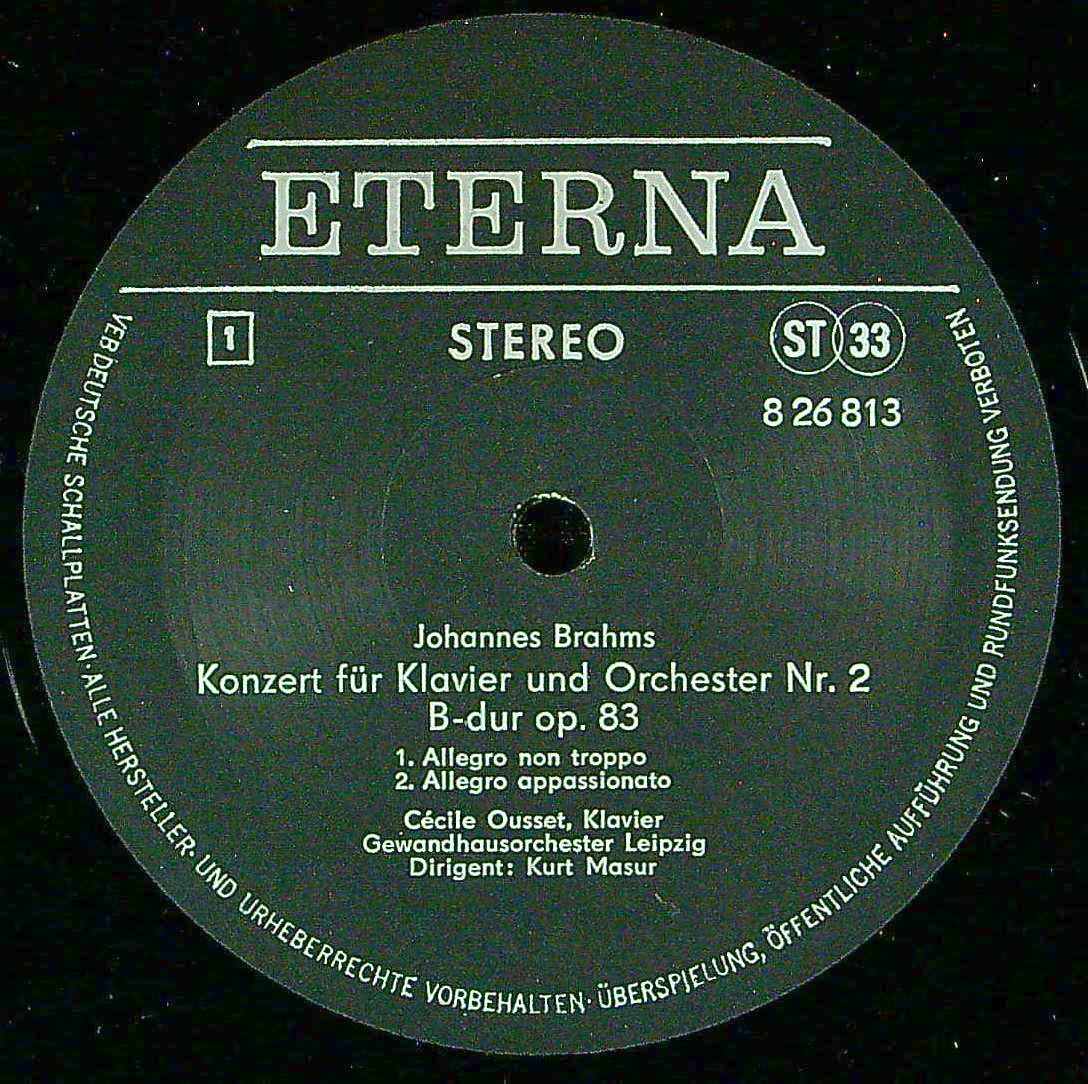 ETERNA
1 STEREO ST 33
8 26 813
Johannes Brahms
Konzert für Klavier und Orchester Nr. 2
B-dur op. 83
1. Allegro non troppo
2. Allegro appassionato
Cécile Ousset, Klavier
Gewandhausorchester Leipzig
Dirigent: Kurt Masur
VEB DEUTSCHE SCHALLPLATTEN · ALLE HERSTELLER- UND URHEBERRECHTE VORBEHALTEN · ÜBERSPIELUNG, ÖFFENTLICHE AUFFÜHRUNG UND RUNDFUNKSENDUNG VERBOTEN